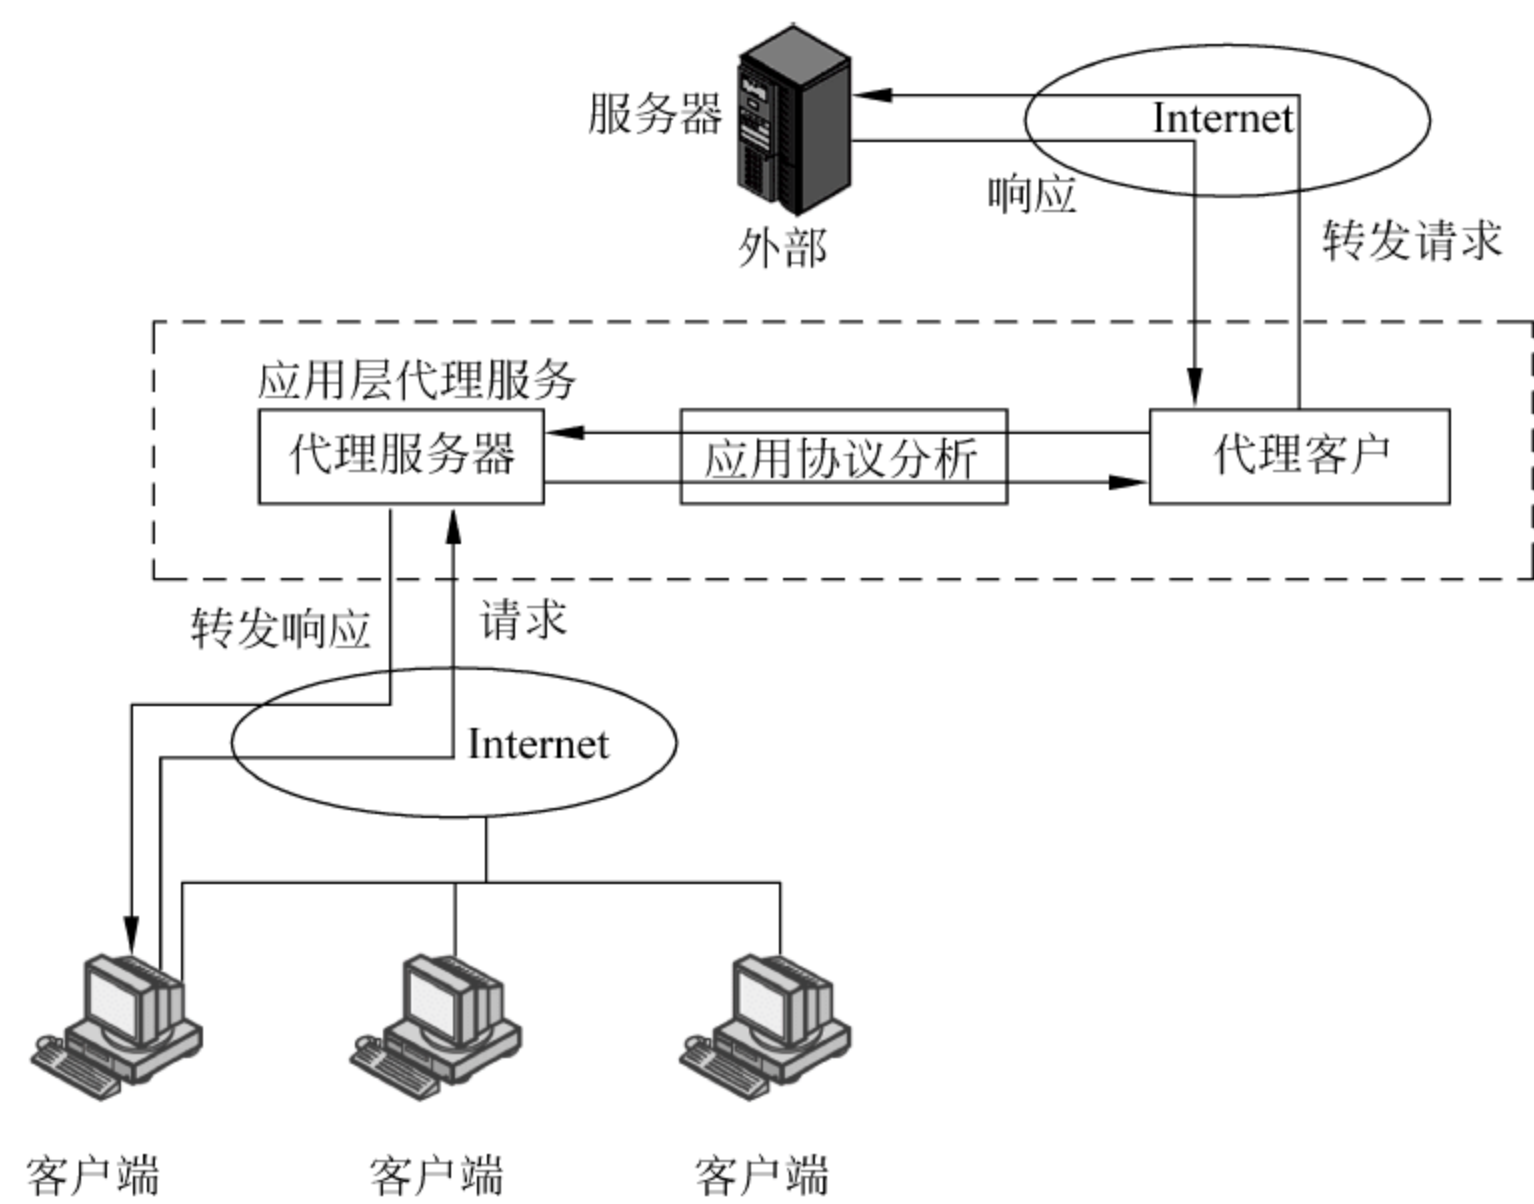 服务器
Internet
响应
外部
转发请求
应用层代理服务
代理服务器
应用协议分析
代理客户
转发响应
请求
Internet
客户端
客户端
客户端